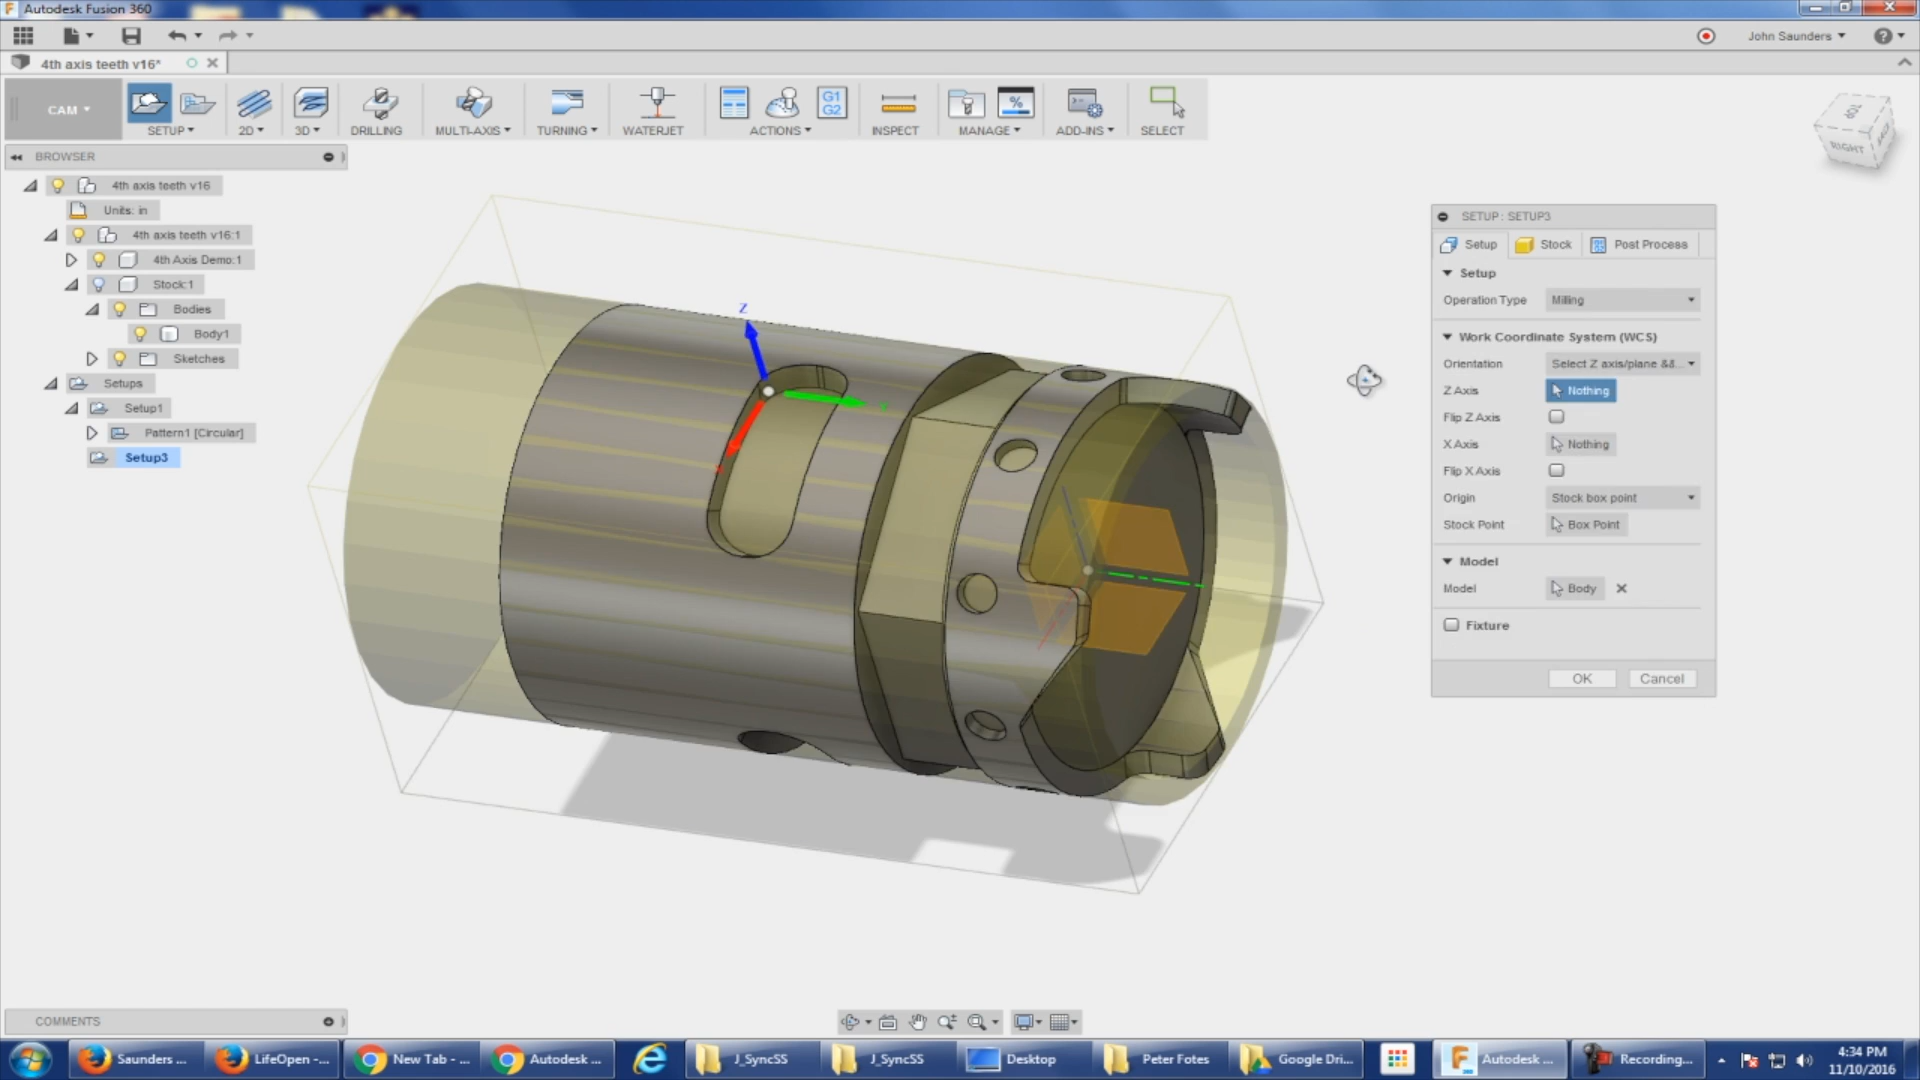 Autodesk Fusion 360
John Saunders
4th axis teeth v16*
CAM
SETUP
2D
3D
DRILLING
MULTI-AXIS
TURNING
WATERJET
G1
G2
ACTIONS
INSPECT
%
MANAGE
ADD-INS
SELECT
RIGHT
BROWSER
4th axis teeth v16
Units: in
4th axis teeth v16:1
4th Axis Demo:1
Stock:1
Bodies
Body1
Sketches
Setups
Setup1
Pattern1 [Circular]
Setup3
Z
SETUP : SETUP3
Setup
Stock
Post Process
Setup
Operation Type
Milling
Work Coordinate System (WCS)
Orientation
Select Z axis/plane &&...
Z Axis
Nothing
Flip Z Axis
X Axis
Nothing
Flip X Axis
Origin
Stock box point
Stock Point
Box Point
Model
Model
Body
Fixture
OK
Cancel
COMMENTS
Saunders ...
LifeOpen -...
New Tab - ...
Autodesk ...
J_SyncSS
J_SyncSS
Desktop
Peter Fotes
Google Dri...
Autodesk ...
Recording...
4:34 PM
11/10/2016